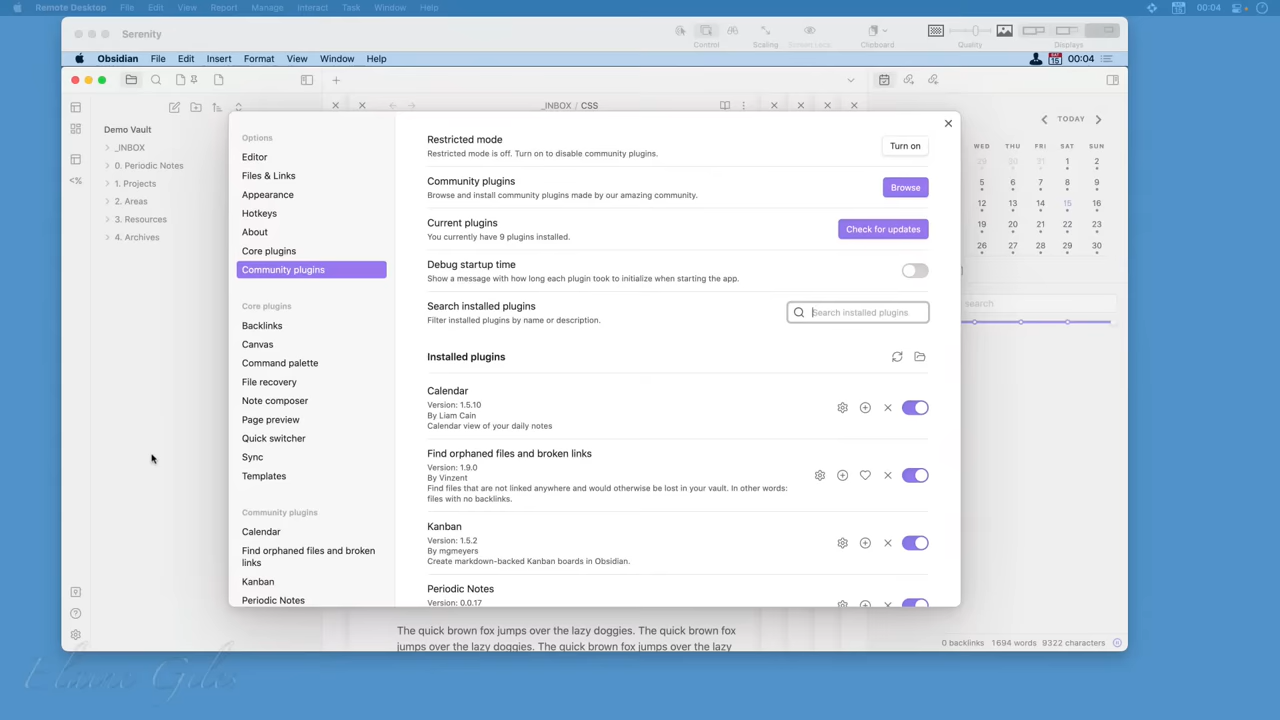 Remote Desktop File Edit View Report Manage Interact Task Window Help 00:04
Serenity
Control Scaling Clipboard Quality Displays
Obsidian File Edit Insert Format View Window Help 15 00:04
_INBOX / CSS
Demo Vault
_INBOX
0. Periodic Notes
1. Projects
2. Areas
3. Resources
4. Archives
Options
Editor
Files & Links
Appearance
Hotkeys
About
Core plugins
Community plugins
Core plugins
Backlinks
Canvas
Command palette
File recovery
Note composer
Page preview
Quick switcher
Sync
Templates
Community plugins
Calendar
Find orphaned files and broken
links
Kanban
Periodic Notes
Restricted mode
Restricted mode is off. Turn on to disable community plugins.
Turn on
Community plugins
Browse and install community plugins made by our amazing community.
Browse
Current plugins
You currently have 9 plugins installed.
Check for updates
Debug startup time
Show a message with how long each plugin took to initialize when starting the app.
Search installed plugins
Filter installed plugins by name or description.
Search installed plugins
Installed plugins
Calendar
Version: 1.5.10
By Liam Cain
Calendar view of your daily notes
Find orphaned files and broken links
Version: 1.9.0
By Vinzent
Find files that are not linked anywhere and would otherwise be lost in your vault. In other words:
files with no backlinks.
Kanban
Version: 1.5.2
By mgmeyers
Create markdown-backed Kanban boards in Obsidian.
Periodic Notes
Version: 0.0.17
TODAY
WED THU FRI SAT SUN
29 30 31 1 2
5 6 7 8 9
12 13 14 15 16
19 20 21 22 23
26 27 28 29 30
search
The quick brown fox jumps over the lazy doggies. The quick brown fox
jumps over the lazy doggies. The quick brown fox jumps over the lazy
0 backlinks 1694 words 9322 characters
Elaine Giles